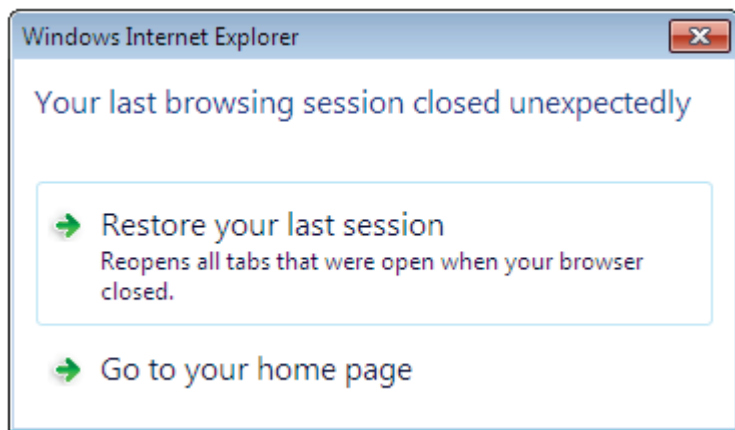 Windows Internet Explorer
Your last browsing session closed unexpectedly
Restore your last session
Reopens all tabs that were open when your browser
closed.
Go to your home page